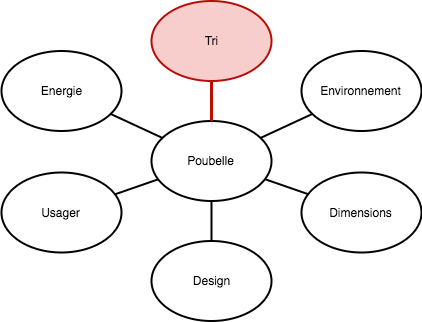 Tri
Energie
Environnement
Poubelle
Usager
Dimensions
Design